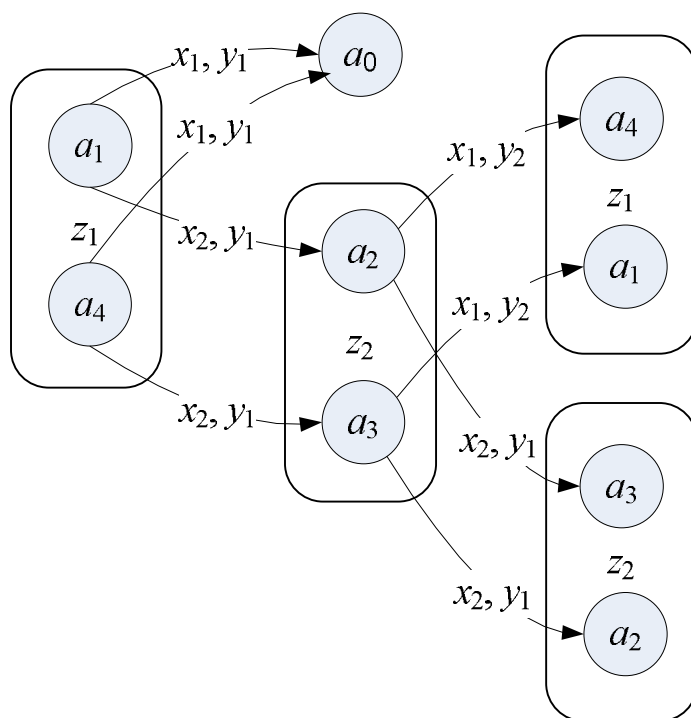 x₁, y₁
a₀
a₁
x₁, y₁
z₁
x₂, y₁
a₄
x₂, y₁
a₂
z₂
a₃
x₁, y₂
x₁, y₂
x₂, y₁
x₂, y₁
a₄
z₁
a₁
a₃
z₂
a₂